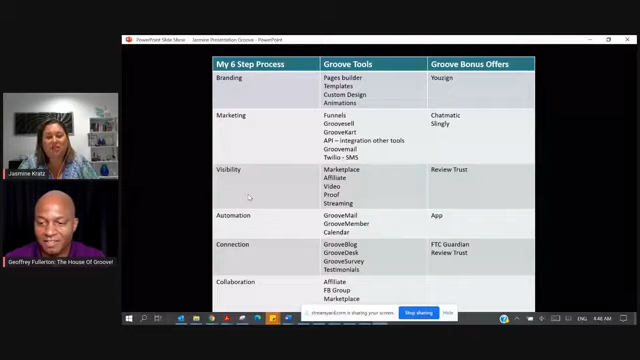 PowerPoint Slide Show - Jasmine Presentation Groove - PowerPoint
My 6 Step Process
Groove Tools
Groove Bonus Offers
Branding
Pages builder
Templates
Custom Design
Animations
Youzign
Marketing
Funnels
Groovesell
GrooveKart
API – integration other tools
Groovemail
Twilio - SMS
Chatmatic
Slingly
Visibility
Marketplace
Affiliate
Video
Proof
Streaming
Review Trust
Automation
GrooveMail
GrooveMember
Calendar
App
Connection
GrooveBlog
GrooveDesk
GrooveSurvey
Testimonials
FTC Guardian
Review Trust
Collaboration
Affiliate
FB Group
Marketplace
Jasmine Kratz
Geoffrey Fullerton: The House Of Groove!
streamyard.com is sharing your screen.
Stop sharing
Hide
ENG
4:48 AM